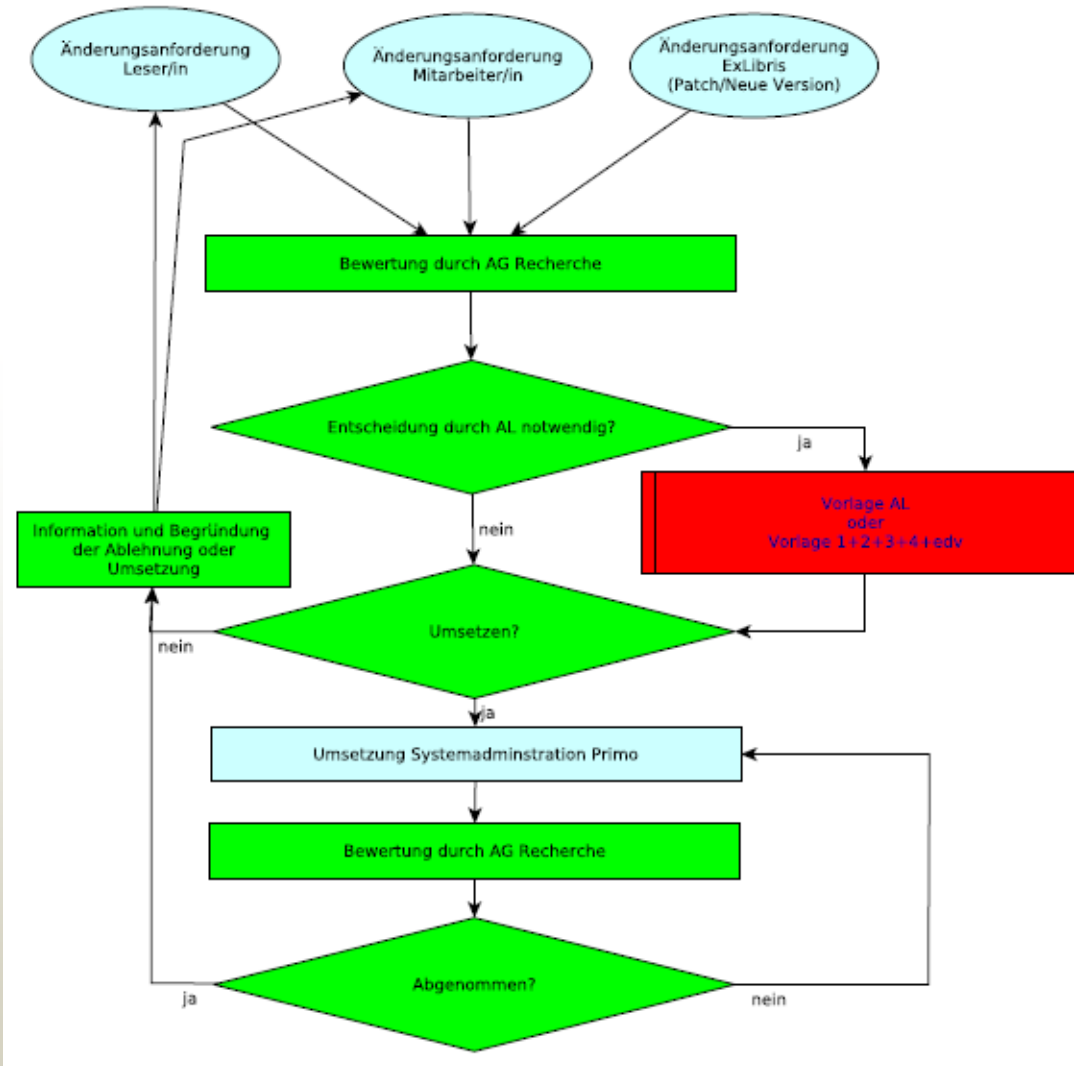 Änderungsanforderung
Leser/in
Änderungsanforderung
Mitarbeiter/in
Änderungsanforderung
ExLibris
(Patch/Neue Version)
Bewertung durch AG Recherche
Entscheidung durch AL notwendig?
ja
nein
Vorlage AL
oder
Vorlage 1+2+3+4+edv
Information und Begründung
der Ablehnung oder
Umsetzung
Umsetzen?
nein
ja
Umsetzung Systemadminstration Primo
Bewertung durch AG Recherche
Abgenommen?
ja
nein